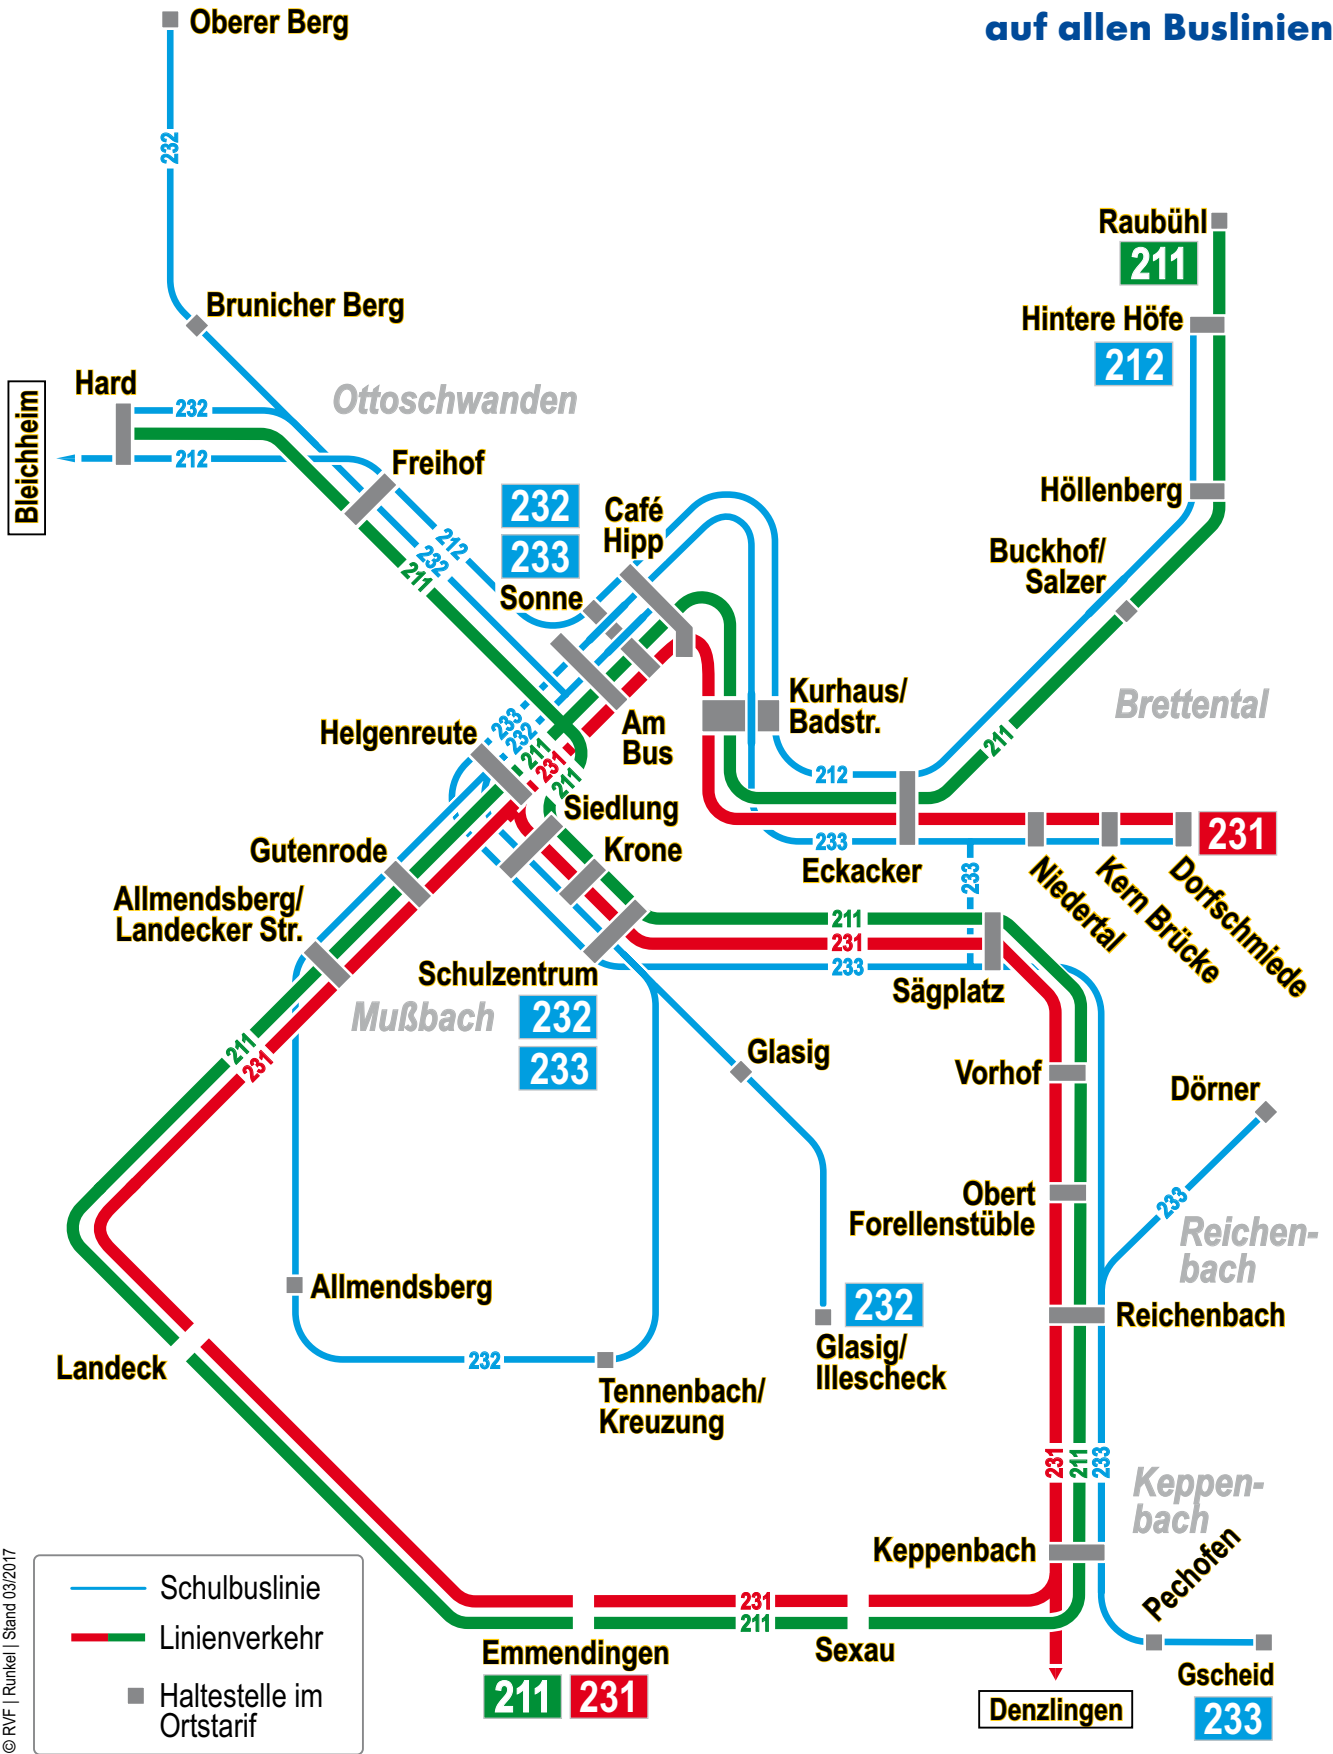 auf allen Buslinien
Oberer Berg
232
Raubühl
211
Brunicher Berg
Hintere Höfe
212
Hard
232
Ottoschwanden
Bleichheim
212
Freihof
Höllenberg
232
233
Café
Hipp
212
232
211
Buckhof/
Salzer
Sonne
Brettental
Kurhaus/
Badstr.
Helgenreute
233
232
211
231
211
Am
Bus
211
212
Siedlung
233
231
Gutenrode
Krone
Eckacker
233
Niedertal
Kern Brücke
Dorfschmiede
Allmendsberg/
Landecker Str.
211
231
233
Schulzentrum
232
233
Sägplatz
Mußbach
211
231
Glasig
Vorhof
Dörner
Obert
Forellenstüble
233
Reichen-
bach
Allmendsberg
232
Reichenbach
Glasig/
Illescheck
Landeck
232
Tennenbach/
Kreuzung
231
211
233
Keppen-
bach
Keppenbach
Pechofen
231
211
Emmendingen
211
231
Sexau
Gscheid
233
Denzlingen
Schulbuslinie
Linienverkehr
Haltestelle im
Ortstarif
© RVF | Runkel | Stand 03/2017